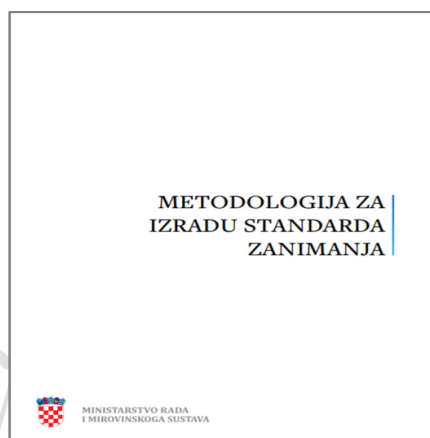 METODOLOGIJA ZA
IZRADU STANDARDA
ZANIMANJA
MINISTARSTVO RADA
I MIROVINSKOGA SUSTAVA